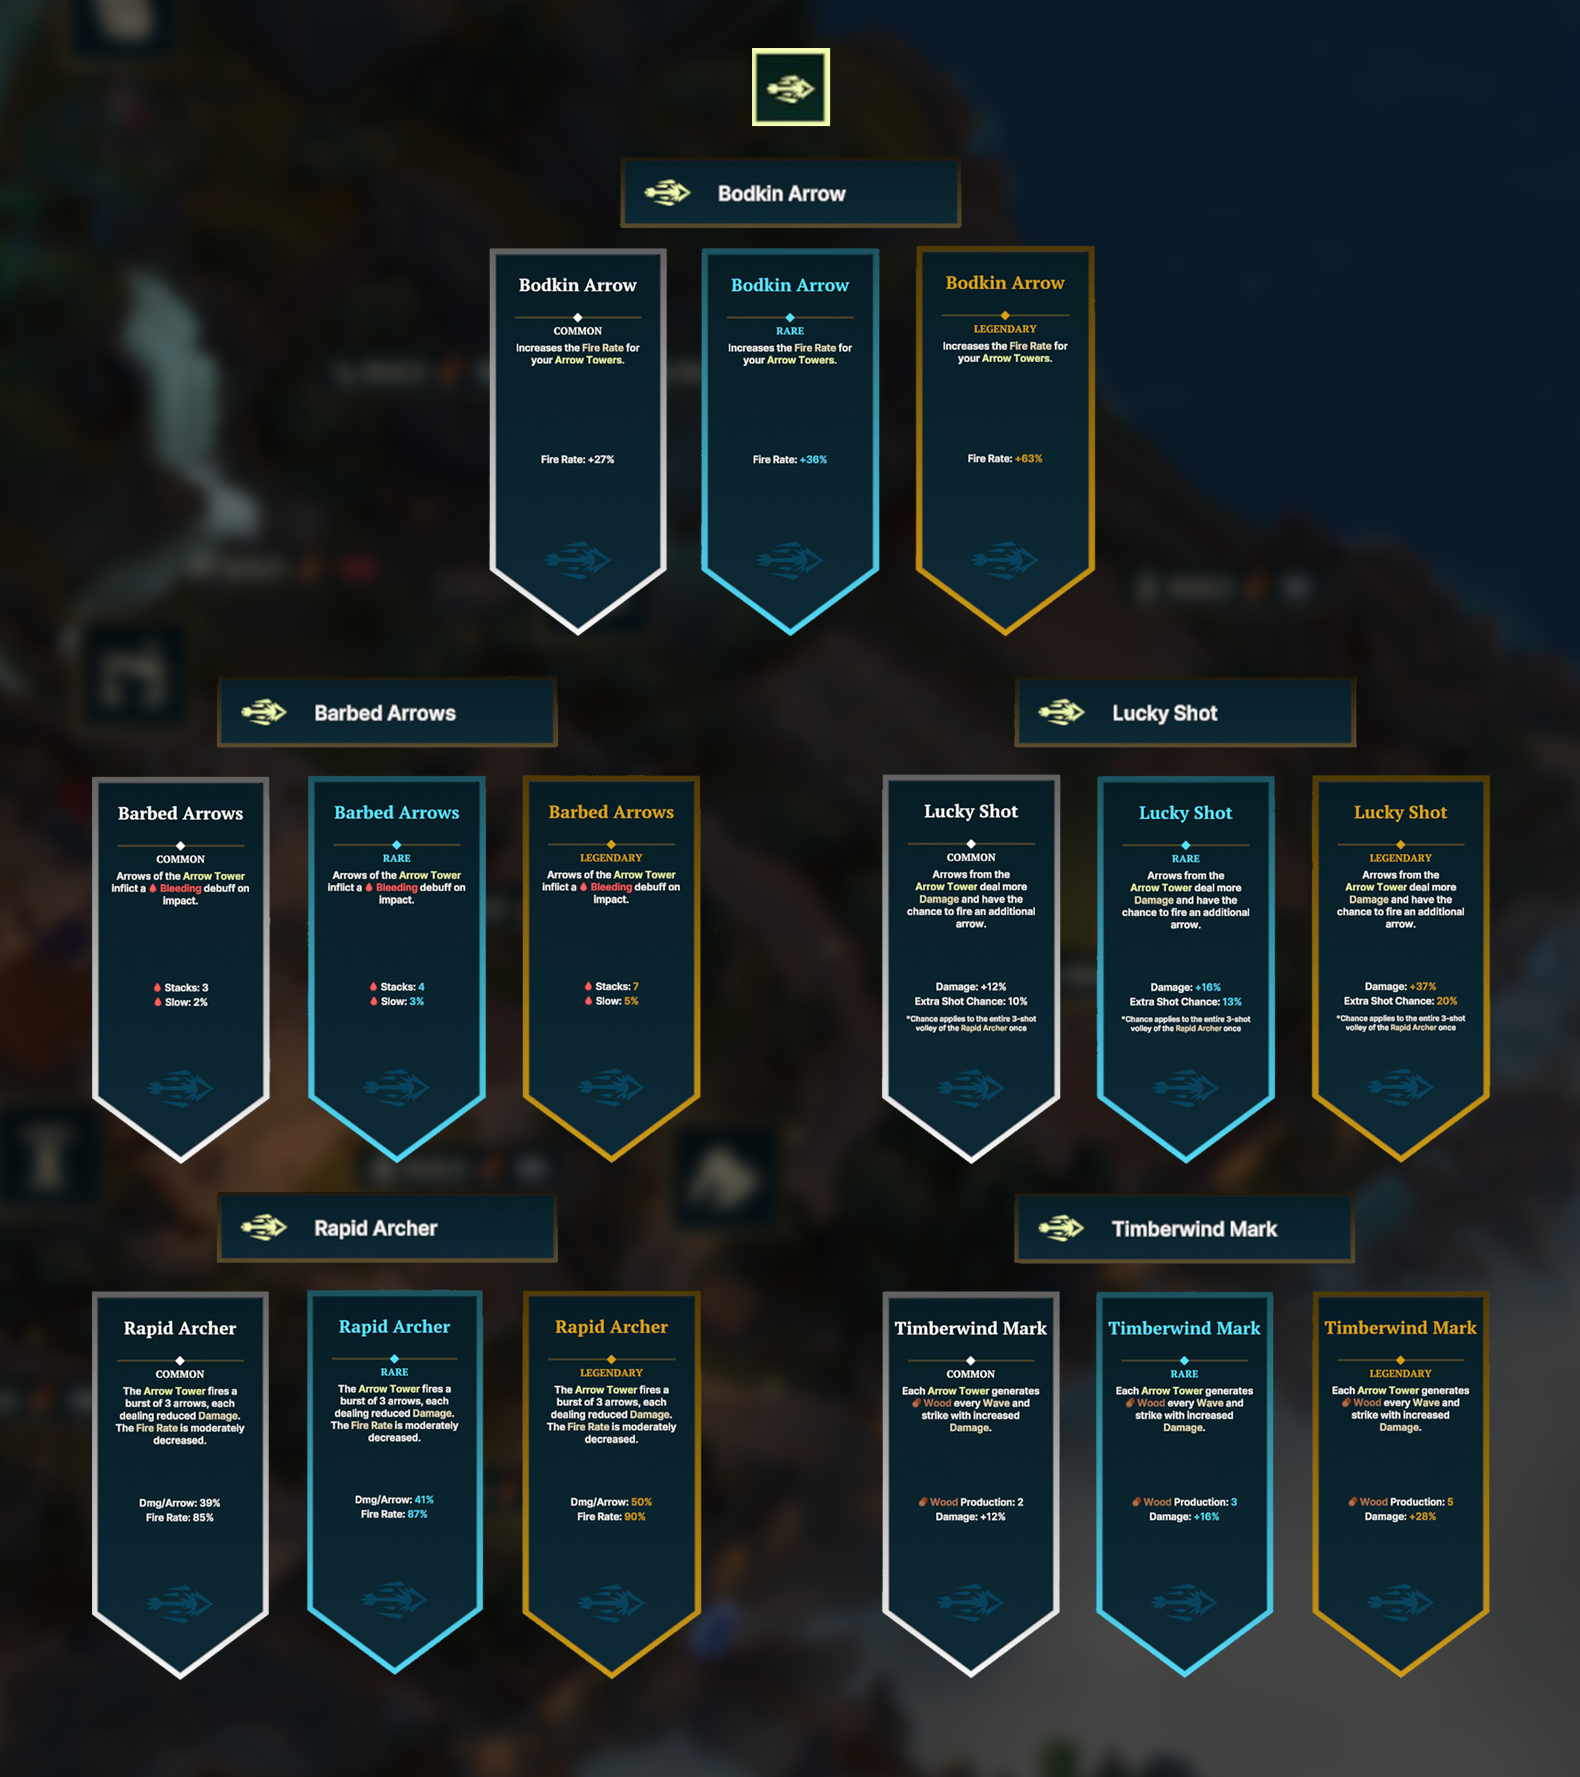 Bodkin Arrow
Bodkin Arrow
COMMON
Increases the Fire Rate for
your Arrow Towers.
Fire Rate: +27%
Bodkin Arrow
RARE
Increases the Fire Rate for
your Arrow Towers.
Fire Rate: +36%
Bodkin Arrow
LEGENDARY
Increases the Fire Rate for
your Arrow Towers.
Fire Rate: +63%
Barbed Arrows
Barbed Arrows
COMMON
Arrows of the Arrow Tower
inflict a Bleeding debuff on
impact.
Stacks: 3
Slow: 2%
Barbed Arrows
RARE
Arrows of the Arrow Tower
inflict a Bleeding debuff on
impact.
Stacks: 4
Slow: 3%
Barbed Arrows
LEGENDARY
Arrows of the Arrow Tower
inflict a Bleeding debuff on
impact.
Stacks: 7
Slow: 5%
Lucky Shot
Lucky Shot
COMMON
Arrows from the
Arrow Tower deal more
Damage and have the
chance to fire an additional
arrow.
Damage: +12%
Extra Shot Chance: 10%
*Chance applies to the entire 3-shot
volley of the Rapid Archer once
Lucky Shot
RARE
Arrows from the
Arrow Tower deal more
Damage and have the
chance to fire an additional
arrow.
Damage: +16%
Extra Shot Chance: 13%
*Chance applies to the entire 3-shot
volley of the Rapid Archer once
Lucky Shot
LEGENDARY
Arrows from the
Arrow Tower deal more
Damage and have the
chance to fire an additional
arrow.
Damage: +37%
Extra Shot Chance: 20%
*Chance applies to the entire 3-shot
volley of the Rapid Archer once
Rapid Archer
Rapid Archer
COMMON
The Arrow Tower fires a
burst of 3 arrows, each
dealing reduced Damage.
The Fire Rate is moderately
decreased.
Dmg/Arrow: 39%
Fire Rate: 85%
Rapid Archer
RARE
The Arrow Tower fires a
burst of 3 arrows, each
dealing reduced Damage.
The Fire Rate is moderately
decreased.
Dmg/Arrow: 41%
Fire Rate: 87%
Rapid Archer
LEGENDARY
The Arrow Tower fires a
burst of 3 arrows, each
dealing reduced Damage.
The Fire Rate is moderately
decreased.
Dmg/Arrow: 50%
Fire Rate: 90%
Timberwind Mark
Timberwind Mark
COMMON
Each Arrow Tower generates
Wood every Wave and
strike with increased
Damage.
Wood Production: 2
Damage: +12%
Timberwind Mark
RARE
Each Arrow Tower generates
Wood every Wave and
strike with increased
Damage.
Wood Production: 3
Damage: +16%
Timberwind Mark
LEGENDARY
Each Arrow Tower generates
Wood every Wave and
strike with increased
Damage.
Wood Production: 5
Damage: +28%